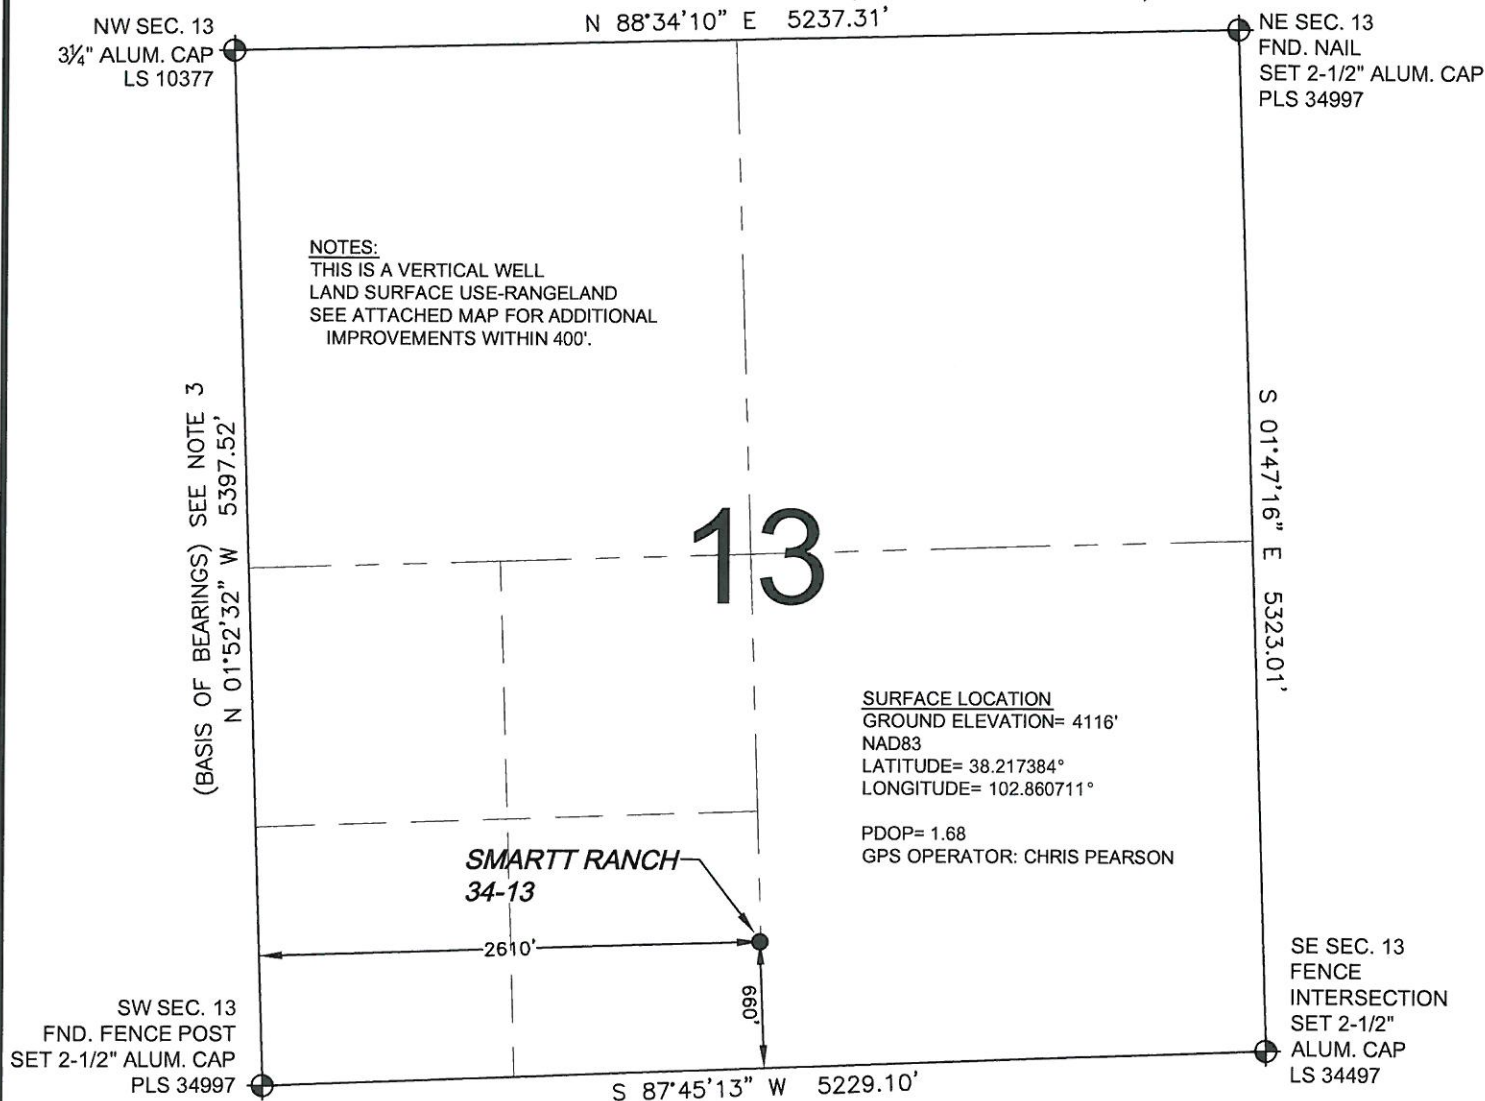 N 88°34'10" E 5237.31'
NW SEC. 13
3¼" ALUM. CAP
LS 10377
NE SEC. 13
FND. NAIL
SET 2-1/2" ALUM. CAP
PLS 34997
NOTES:
THIS IS A VERTICAL WELL
LAND SURFACE USE-RANGELAND
SEE ATTACHED MAP FOR ADDITIONAL
IMPROVEMENTS WITHIN 400'.
(BASIS OF BEARINGS) SEE NOTE 3
N 01°52'32" W 5397.52'
13
S 01°47'16" E 5323.01'
SURFACE LOCATION
GROUND ELEVATION= 4116'
NAD83
LATITUDE= 38.217384°
LONGITUDE= 102.860711°
PDOP= 1.68
GPS OPERATOR: CHRIS PEARSON
SMARTT RANCH
34-13
2610'
660'
SW SEC. 13
FND. FENCE POST
SET 2-1/2" ALUM. CAP
PLS 34997
SE SEC. 13
FENCE
INTERSECTION
SET 2-1/2"
ALUM. CAP
LS 34497
S 87°45'13" W 5229.10'